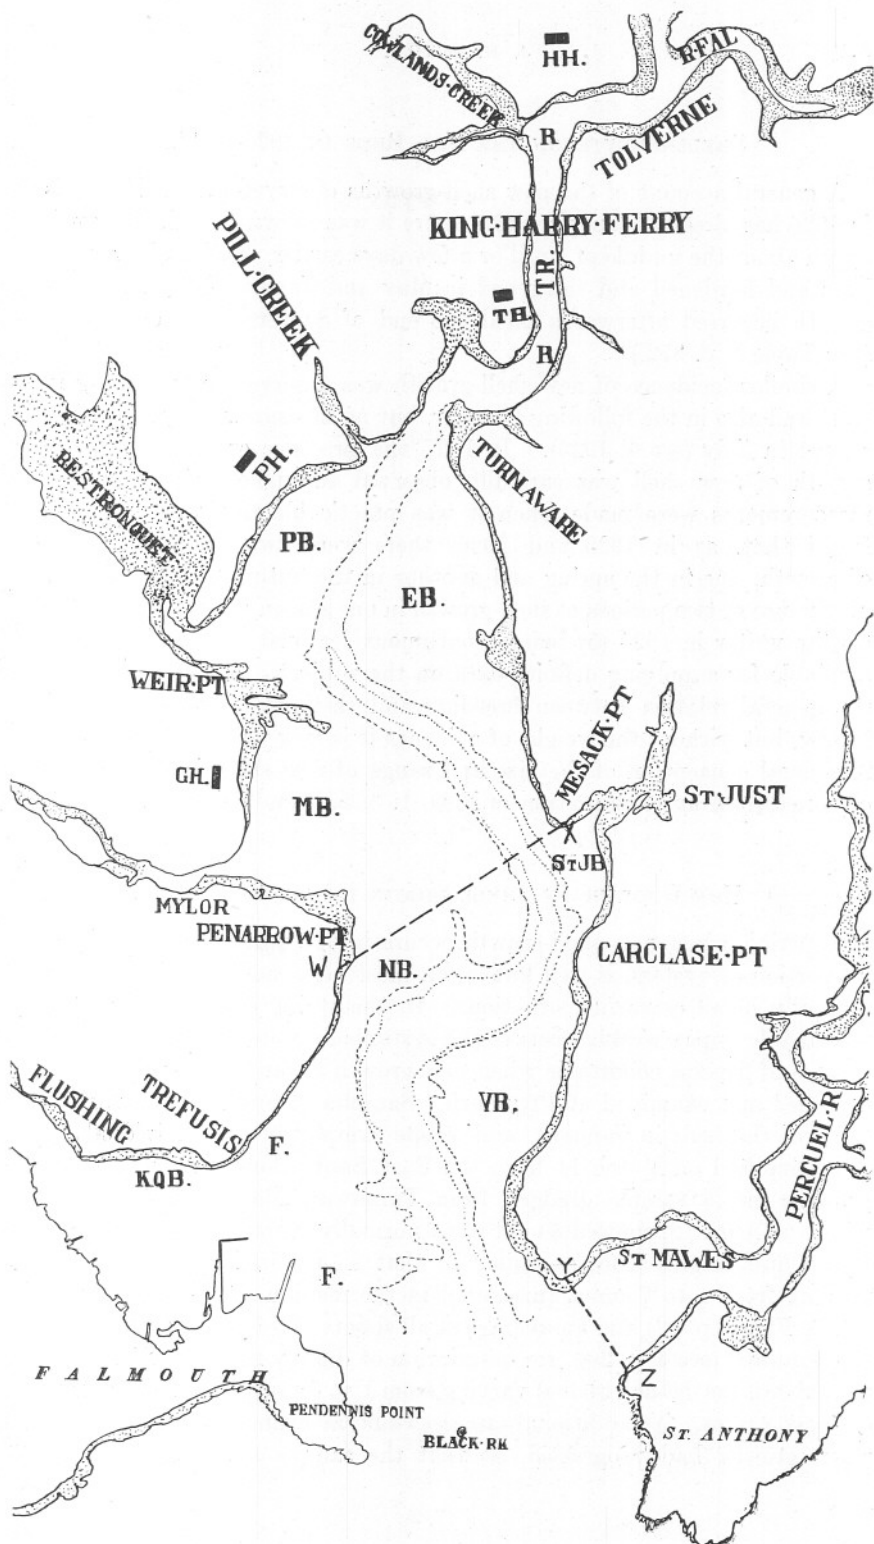 COWLANDS·CREEK
HH.
R·FAL
R
TOLVERNE
KING·HARRY·FERRY
PILL·CREEK
TR.
TH.
R
RESTRONQUET
PH.
TURNAWARE
PB.
EB
WEIR·PT
MESACK·PT
GH.
MB.
ST·JUST
X
STJB
MYLOR
PENARROW·PT
W
NB.
CARCLASE·PT
FLUSHING
TREFUSIS
F.
VB.
PERCUEL·R
KQB.
Y
ST MAWES
F.
Z
FALMOUTH
PENDENNIS POINT
BLACK·RK
ST. ANTHONY